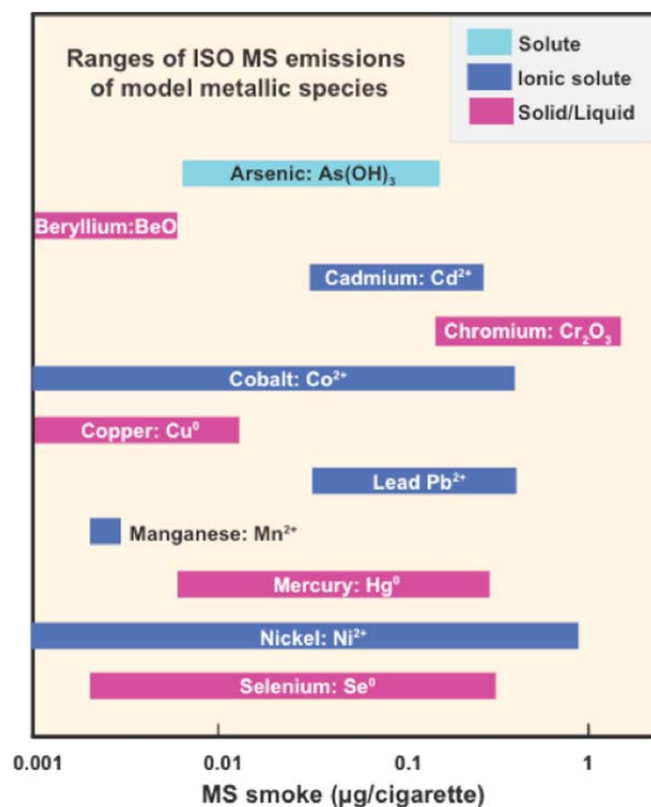 Ranges of ISO MS emissions
of model metallic species
Solute
Ionic solute
Solid/Liquid
Arsenic: As(OH)₃
Beryllium:BeO
Cadmium: Cd²⁺
Chromium: Cr₂O₃
Cobalt: Co²⁺
Copper: Cu⁰
Lead Pb²⁺
Manganese: Mn²⁺
Mercury: Hg⁰
Nickel: Ni²⁺
Selenium: Se⁰
0.001 0.01 0.1 1
MS smoke (µg/cigarette)